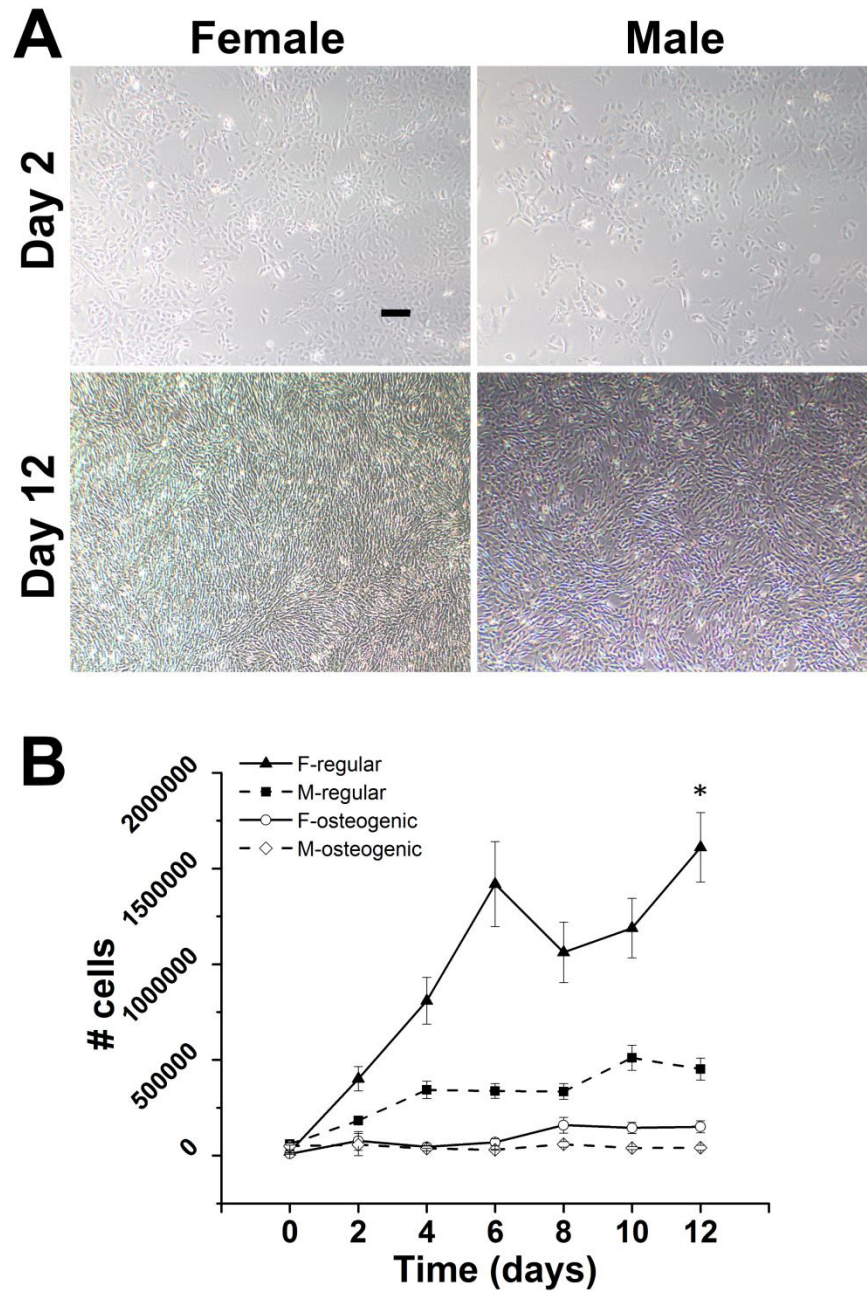 A
Female
Male
Day 2
Day 12
B
F-regular
M-regular
F-osteogenic
M-osteogenic
*
2000000
1500000
1000000
500000
0
# cells
0 2 4 6 8 10 12
Time (days)